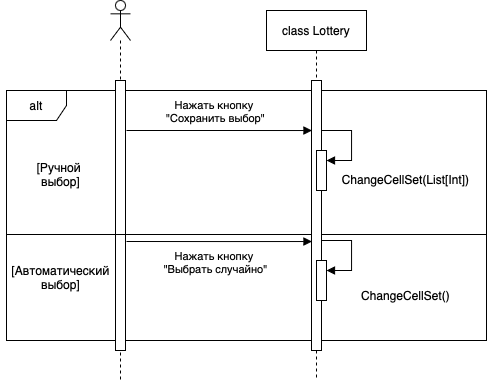 class Lottery
alt
Нажать кнопку
"Сохранить выбор"
[Ручной
выбор]
ChangeCellSet(List[Int])
Нажать кнопку
"Выбрать случайно"
[Автоматический
выбор]
ChangeCellSet()